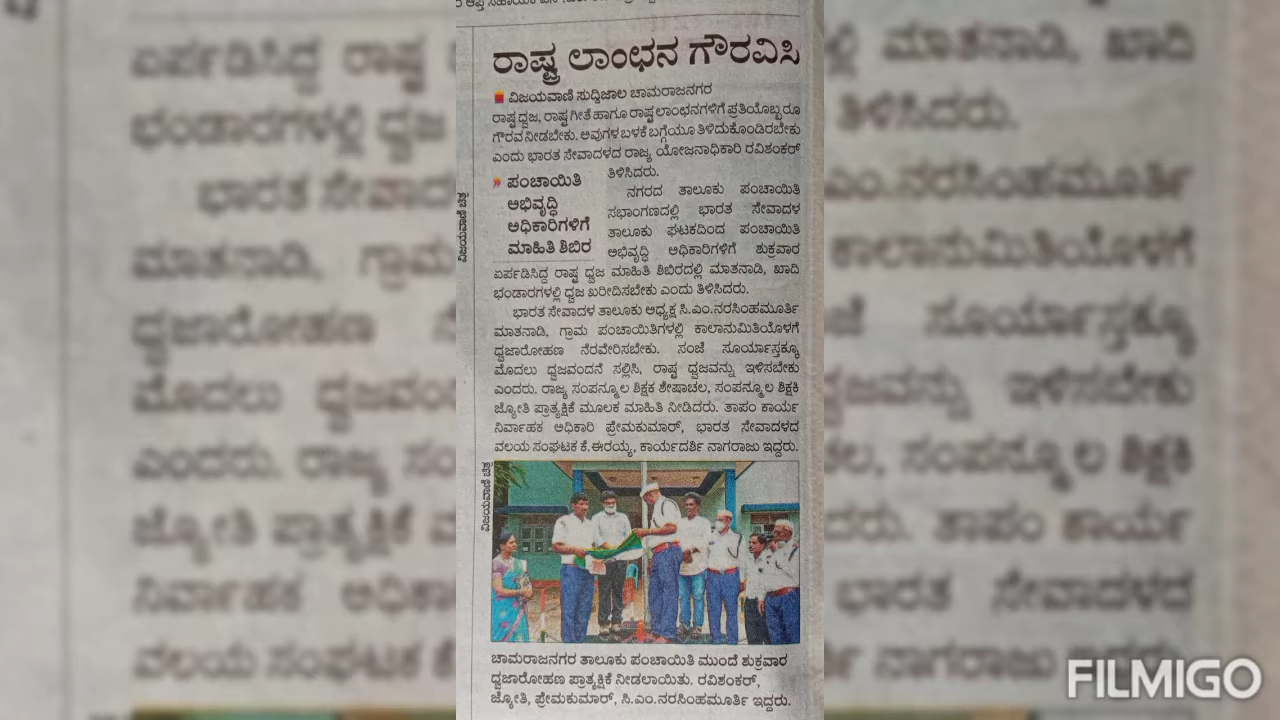 ರಾಷ್ಟ್ರ ಲಾಂಛನ ಗೌರವಿಸಿ
ವಿಜಯವಾಣಿ ಸುದ್ದಿಜಾಲ ಚಾಮರಾಜನಗರ
ರಾಷ್ಟ್ರಧ್ವಜ, ರಾಷ್ಟ್ರಗೀತೆ ಹಾಗೂ ರಾಷ್ಟ್ರಲಾಂಛನಗಳಿಗೆ ಪ್ರತಿಯೊಬ್ಬರೂ
ಗೌರವ ನೀಡಬೇಕು. ಅವುಗಳ ಬಳಕೆ ಬಗ್ಗೆಯೂ ತಿಳಿದುಕೊಂಡಿರಬೇಕು
ಎಂದು ಭಾರತ ಸೇವಾದಳದ ರಾಜ್ಯ ಯೋಜನಾಧಿಕಾರಿ ರವಿಶಂಕರ್
ತಿಳಿಸಿದರು.
ಪಂಚಾಯಿತಿ
ಅಭಿವೃದ್ಧಿ
ಅಧಿಕಾರಿಗಳಿಗೆ
ಮಾಹಿತಿ ಶಿಬಿರ
ನಗರದ ತಾಲೂಕು ಪಂಚಾಯಿತಿ
ಸಭಾಂಗಣದಲ್ಲಿ ಭಾರತ ಸೇವಾದಳ
ತಾಲೂಕು ಘಟಕದಿಂದ ಪಂಚಾಯಿತಿ
ಅಭಿವೃದ್ಧಿ ಅಧಿಕಾರಿಗಳಿಗೆ ಶುಕ್ರವಾರ
ಏರ್ಪಡಿಸಿದ್ದ ರಾಷ್ಟ್ರ ಧ್ವಜ ಮಾಹಿತಿ ಶಿಬಿರದಲ್ಲಿ ಮಾತನಾಡಿ, ಖಾದಿ
ಭಂಡಾರಗಳಲ್ಲಿ ಧ್ವಜ ಖರೀದಿಸಬೇಕು ಎಂದು ತಿಳಿಸಿದರು.
ಭಾರತ ಸೇವಾದಳ ತಾಲೂಕು ಅಧ್ಯಕ್ಷ ಸಿ.ಎಂ.ನರಸಿಂಹಮೂರ್ತಿ
ಮಾತನಾಡಿ, ಗ್ರಾಮ ಪಂಚಾಯಿತಿಗಳಲ್ಲಿ ಕಾಲಾನುಮಿತಿಯೊಳಗೆ
ಧ್ವಜಾರೋಹಣ ನೆರವೇರಿಸಬೇಕು. ಸಂಜೆ ಸೂರ್ಯಾಸ್ತಕ್ಕೂ
ಮೊದಲು ಧ್ವಜವಂದನೆ ಸಲ್ಲಿಸಿ, ರಾಷ್ಟ್ರ ಧ್ವಜವನ್ನು ಇಳಿಸಬೇಕು
ಎಂದರು. ರಾಜ್ಯ ಸಂಪನ್ಮೂಲ ಶಿಕ್ಷಕ ಶೇಷಾಚಲ, ಸಂಪನ್ಮೂಲ ಶಿಕ್ಷಕಿ
ಜ್ಯೋತಿ ಪ್ರಾತ್ಯಕ್ಷಿಕೆ ಮೂಲಕ ಮಾಹಿತಿ ನೀಡಿದರು. ತಾಪಂ ಕಾರ್ಯ
ನಿರ್ವಾಹಕ ಅಧಿಕಾರಿ ಪ್ರೇಮಕುಮಾರ್, ಭಾರತ ಸೇವಾದಳದ
ವಲಯ ಸಂಘಟಕ ಕೆ.ಈರಯ್ಯ, ಕಾರ್ಯದರ್ಶಿ ನಾಗರಾಜು ಇದ್ದರು.
ವಿಜಯವಾಣಿ ಚಿತ್ರ
ವಿಜಯವಾಣಿ ಚಿತ್ರ
ಚಾಮರಾಜನಗರ ತಾಲೂಕು ಪಂಚಾಯಿತಿ ಮುಂದೆ ಶುಕ್ರವಾರ
ಧ್ವಜಾರೋಹಣ ಪ್ರಾತ್ಯಕ್ಷಿಕೆ ನೀಡಲಾಯಿತು. ರವಿಶಂಕರ್,
ಜ್ಯೋತಿ, ಪ್ರೇಮಕುಮಾರ್, ಸಿ.ಎಂ.ನರಸಿಂಹಮೂರ್ತಿ ಇದ್ದರು.
FILMIGO